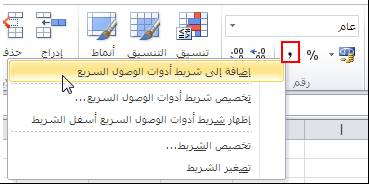 عام
%
,
رقم
تنسيق
التنسيق
أنماط
إدراج
حذف
إضافة إلى شريط أدوات الوصول السريع
تخصيص شريط أدوات الوصول السريع...
إظهار شريط أدوات الوصول السريع أسفل الشريط
تخصيص الشريط...
تصغير الشريط